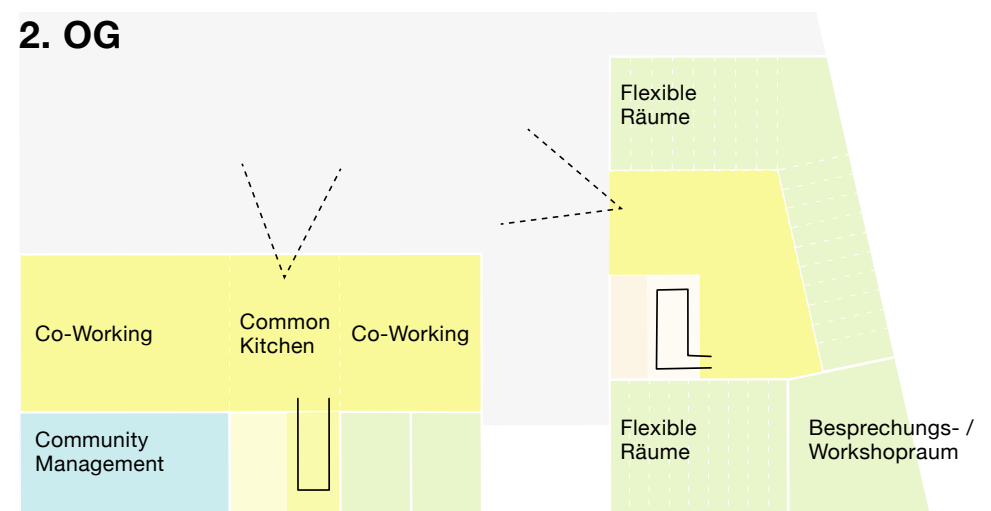 2. OG
Flexible
Räume
Co-Working
Common
Kitchen
Co-Working
Community
Management
Flexible
Räume
Besprechungs- /
Workshopraum